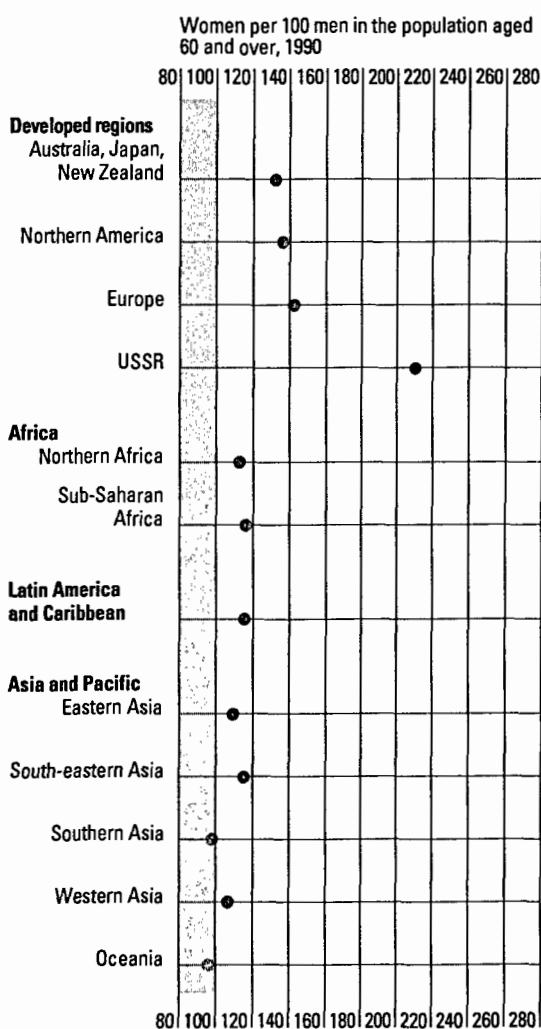 Women per 100 men in the population aged
60 and over, 1990
80 100 120 140 160 180 200 220 240 260 280
Developed regions
Australia, Japan,
New Zealand
Northern America
Europe
USSR
Africa
Northern Africa
Sub-Saharan
Africa
Latin America
and Caribbean
Asia and Pacific
Eastern Asia
South-eastern Asia
Southern Asia
Western Asia
Oceania
80 100 120 140 160 180 200 220 240 260 280